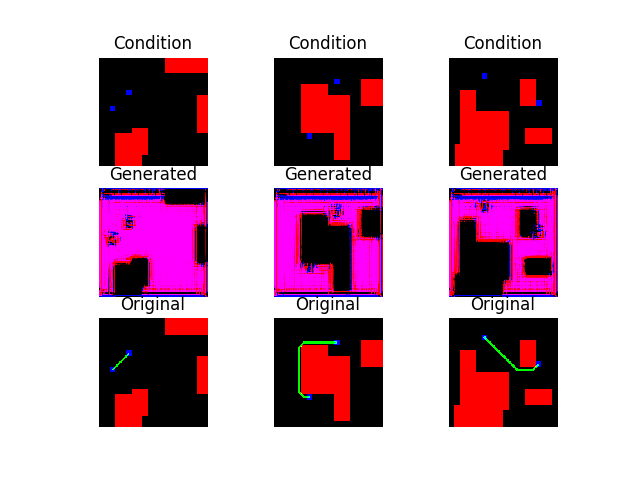 Condition Condition Condition
Generated Generated Generated
Original Original Original